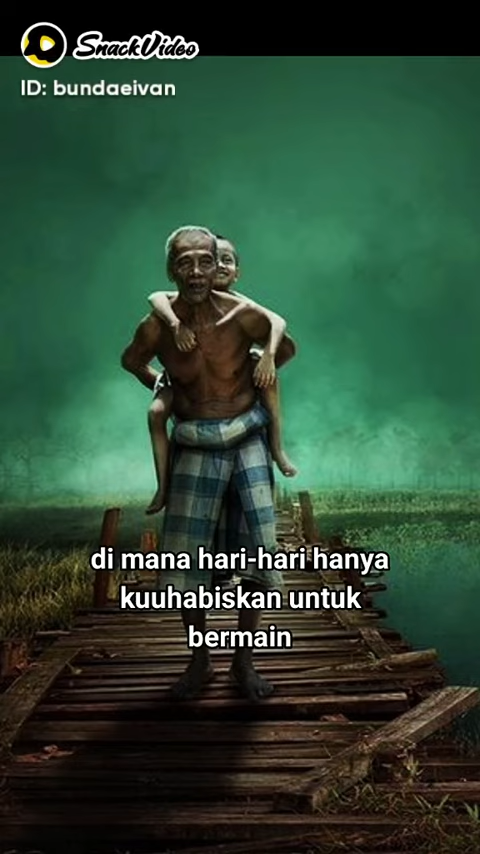 SnackVideo
ID: bundaeivan
di mana hari-hari hanya
kuuhabiskan untuk
bermain